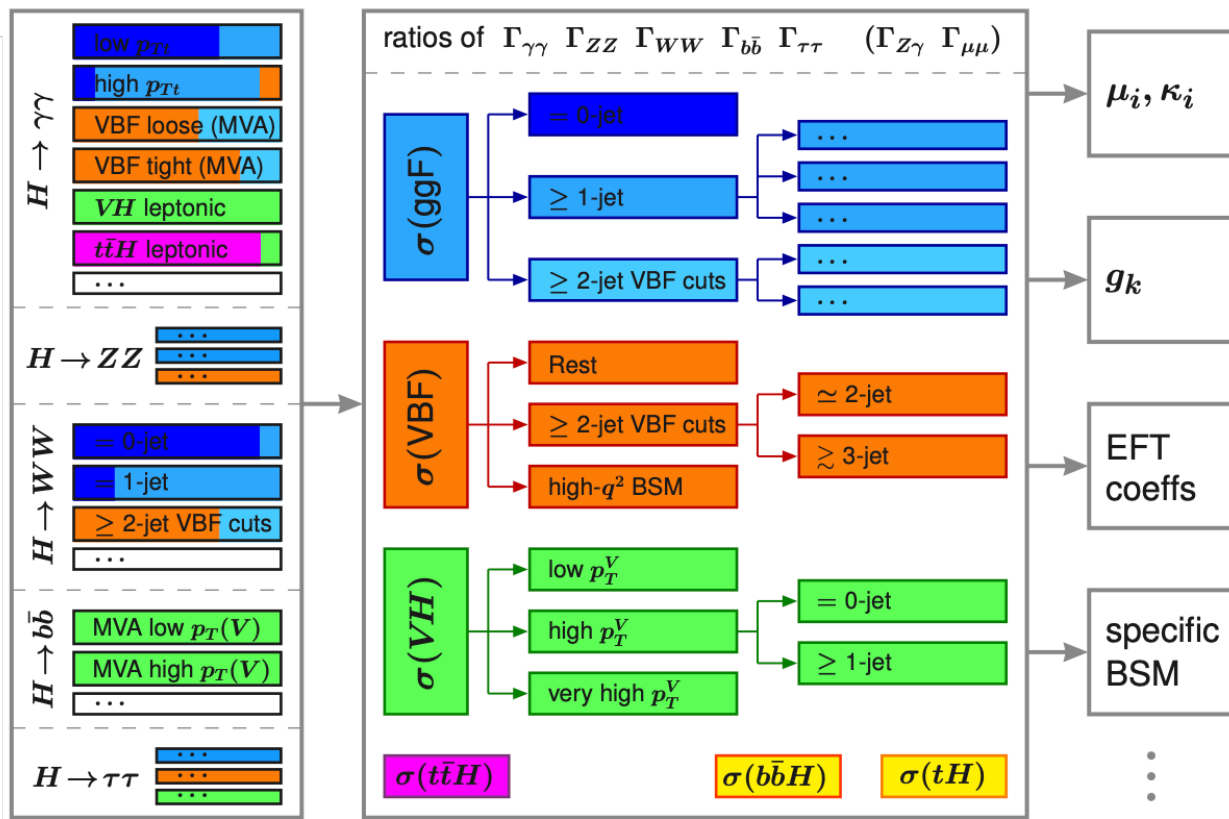 H → γγ
low p_Tt
high p_Tt
VBF loose (MVA)
VBF tight (MVA)
VH leptonic
tt̄H leptonic
...
H → ZZ
...
...
...
H → WW
= 0-jet
= 1-jet
≥ 2-jet VBF cuts
...
H → bb̄
MVA low p_T(V)
MVA high p_T(V)
...
H → ττ
...
...
...
ratios of Γ_γγ Γ_ZZ Γ_WW Γ_bb̄ Γ_ττ (Γ_Zγ Γ_μμ)
σ(ggF)
= 0-jet
≥ 1-jet
≥ 2-jet VBF cuts
...
...
...
...
...
σ(VBF)
Rest
≥ 2-jet VBF cuts
high-q² BSM
≃ 2-jet
≳ 3-jet
σ(VH)
low p_T^V
high p_T^V
very high p_T^V
= 0-jet
≥ 1-jet
σ(tt̄H)
σ(bb̄H)
σ(tH)
μ_i, κ_i
g_k
EFT
coeffs
specific
BSM
⋮